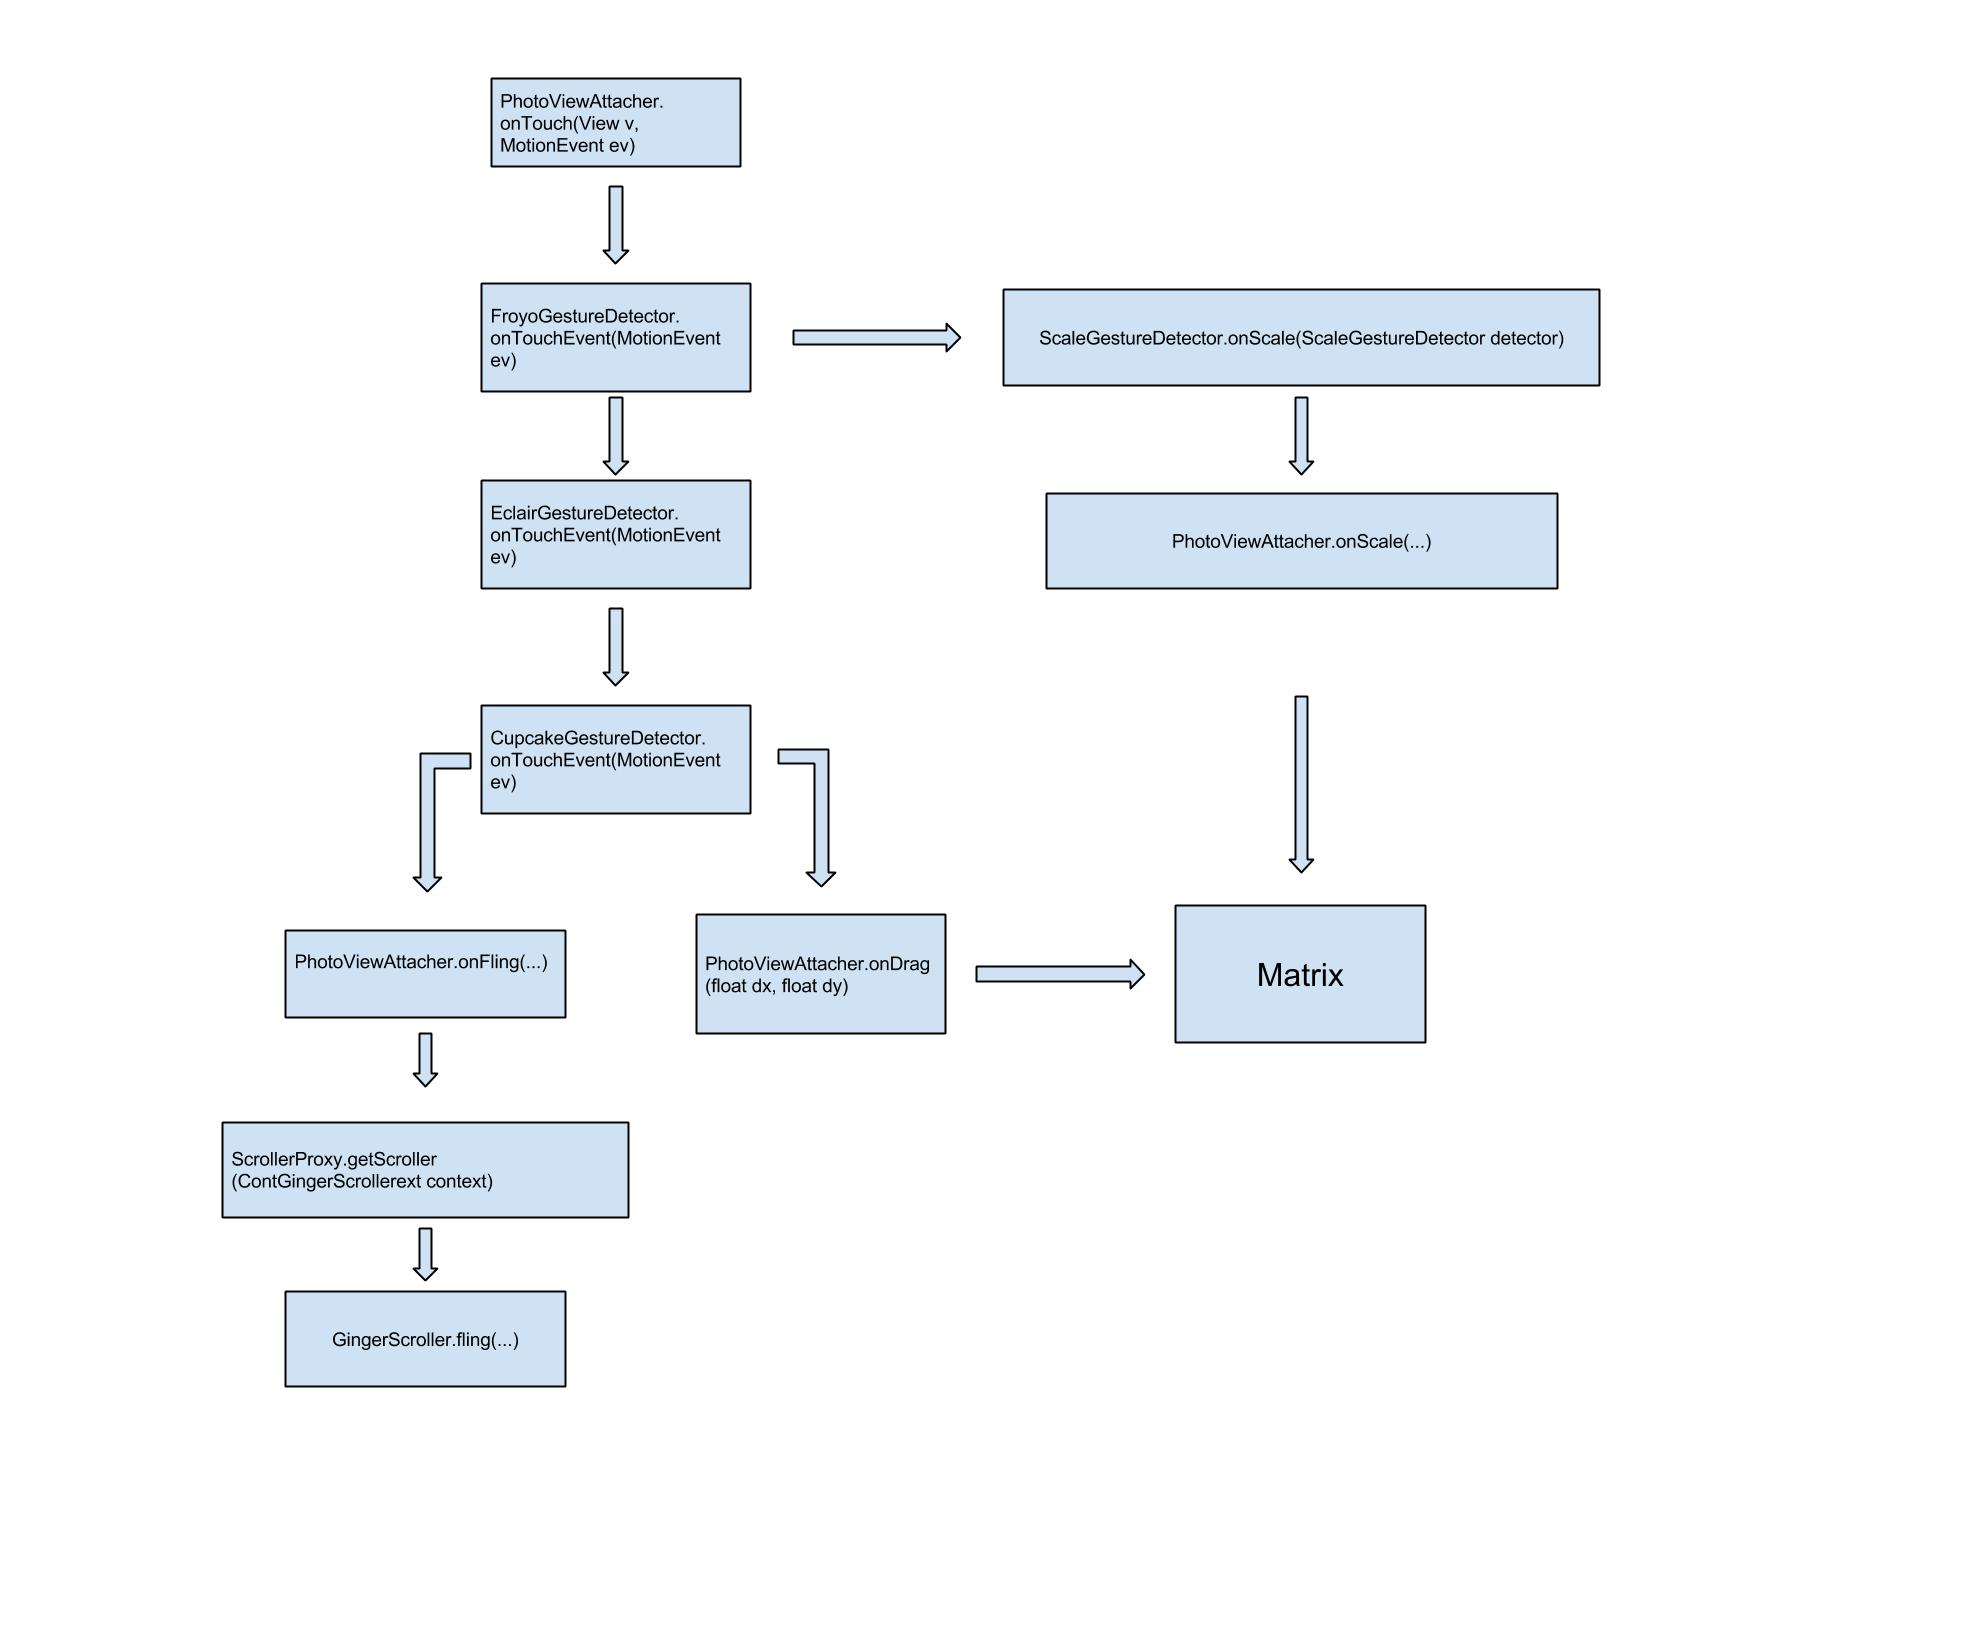 PhotoViewAttacher.
onTouch(View v,
MotionEvent ev)
FroyoGestureDetector.
onTouchEvent(MotionEvent
ev)
ScaleGestureDetector.onScale(ScaleGestureDetector detector)
EclairGestureDetector.
onTouchEvent(MotionEvent
ev)
PhotoViewAttacher.onScale(...)
CupcakeGestureDetector.
onTouchEvent(MotionEvent
ev)
PhotoViewAttacher.onFling(...)
PhotoViewAttacher.onDrag
(float dx, float dy)
Matrix
ScrollerProxy.getScroller
(ContGingerScrollerext context)
GingerScroller.fling(...)